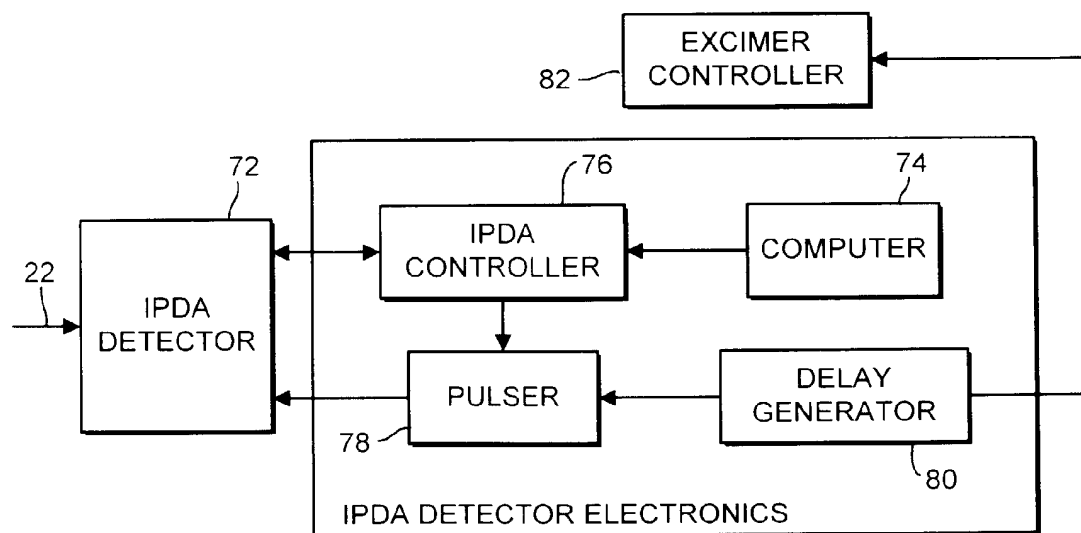 EXCIMER
CONTROLLER
82
72
76
74
IPDA
CONTROLLER
COMPUTER
22
IPDA
DETECTOR
PULSER
DELAY
GENERATOR
78
80
IPDA DETECTOR ELECTRONICS